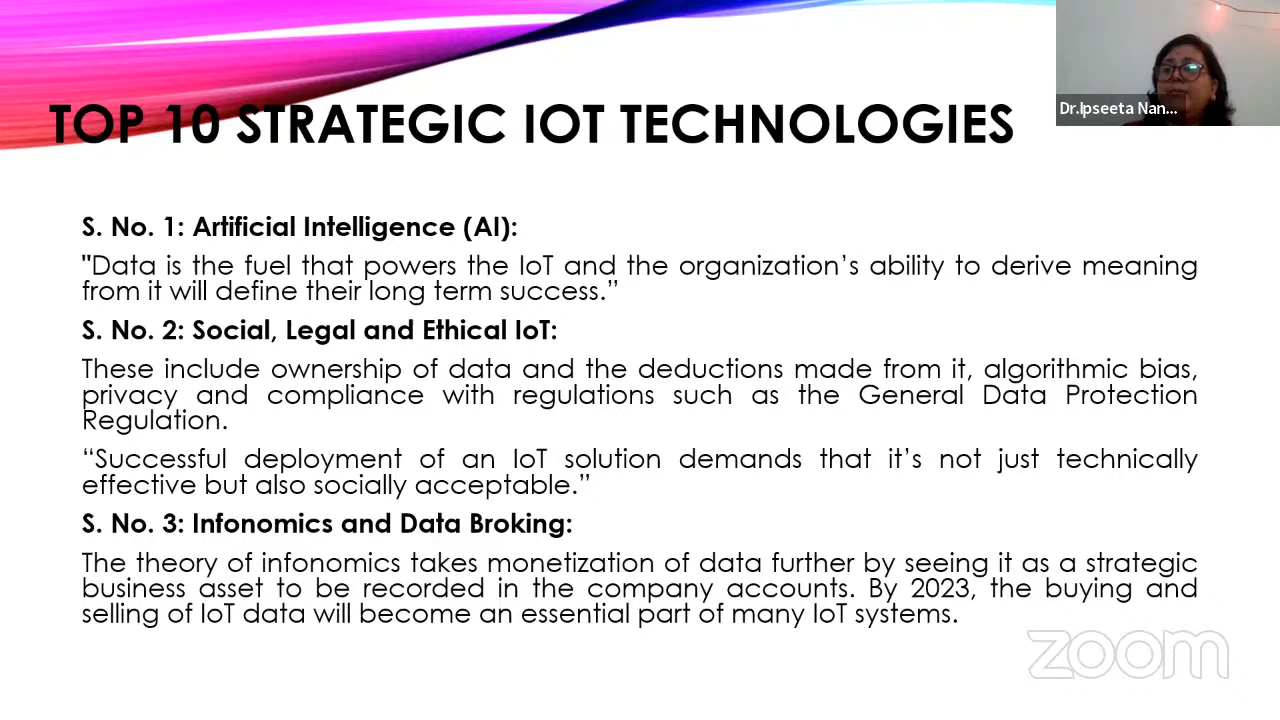 TOP 10 STRATEGIC IOT TECHNOLOGIES
Dr.Ipseeta Nan...
S. No. 1: Artificial Intelligence (AI):
"Data is the fuel that powers the IoT and the organization’s ability to derive meaning
from it will define their long term success.”
S. No. 2: Social, Legal and Ethical IoT:
These include ownership of data and the deductions made from it, algorithmic bias,
privacy and compliance with regulations such as the General Data Protection
Regulation.
“Successful deployment of an IoT solution demands that it’s not just technically
effective but also socially acceptable.”
S. No. 3: Infonomics and Data Broking:
The theory of infonomics takes monetization of data further by seeing it as a strategic
business asset to be recorded in the company accounts. By 2023, the buying and
selling of IoT data will become an essential part of many IoT systems.
zoom